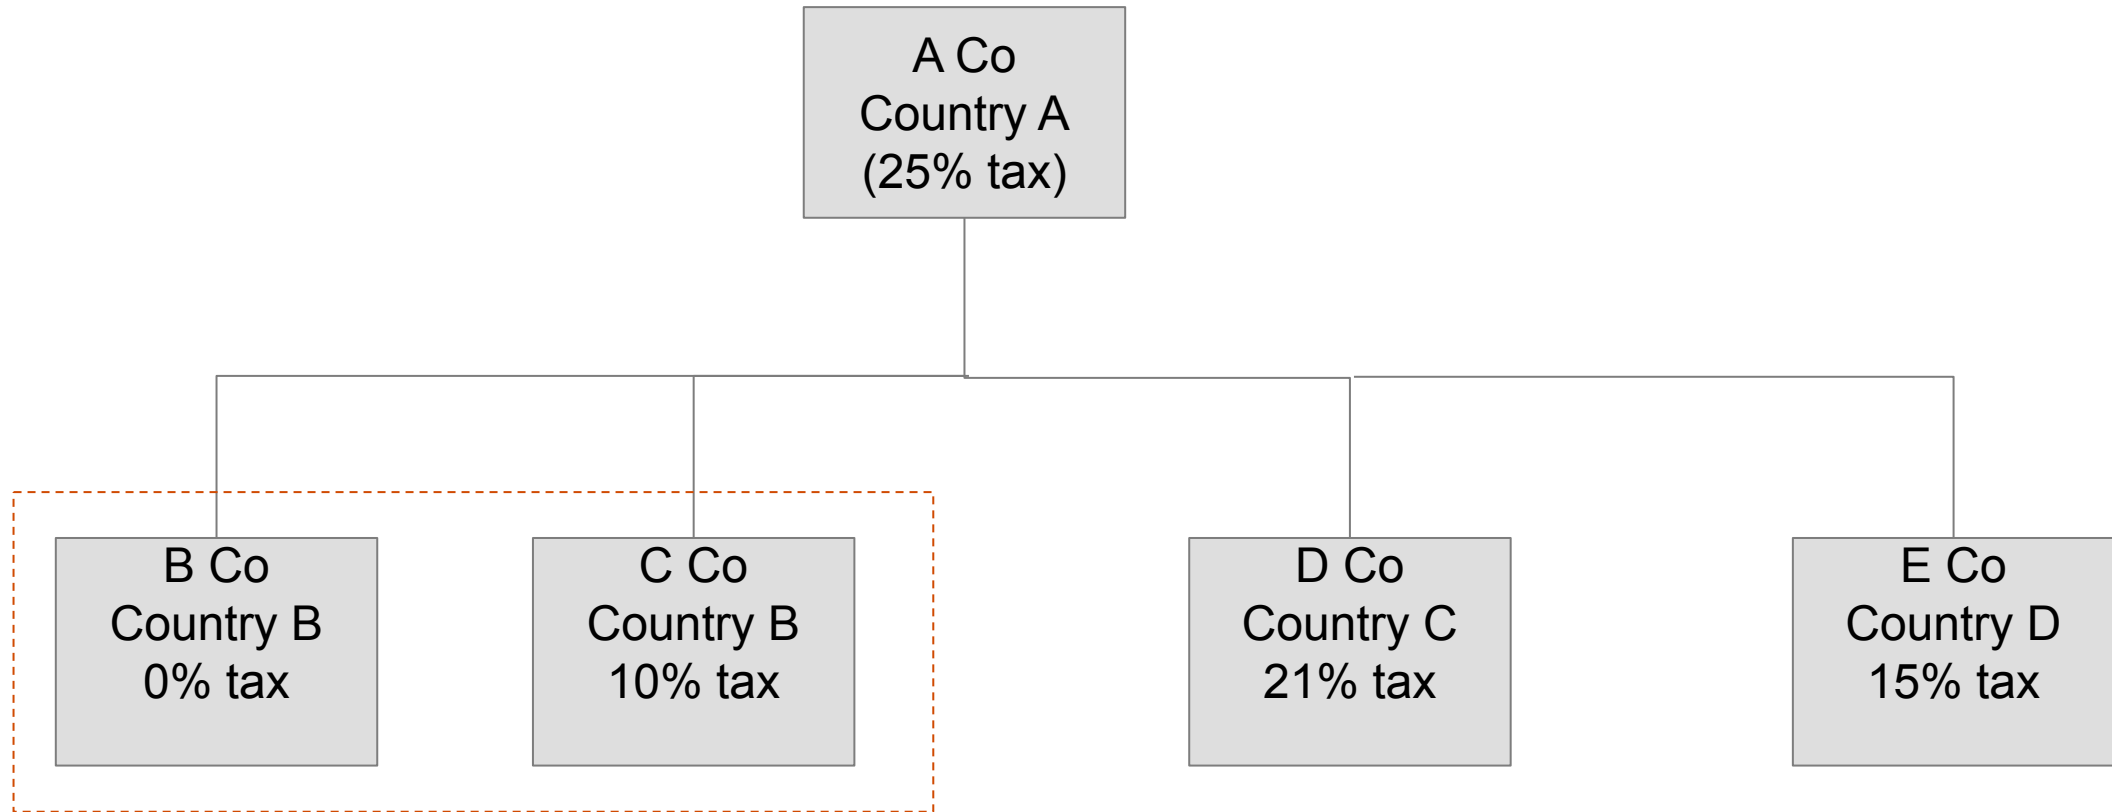 A Co
Country A
(25% tax)
B Co
Country B
0% tax
C Co
Country B
10% tax
D Co
Country C
21% tax
E Co
Country D
15% tax